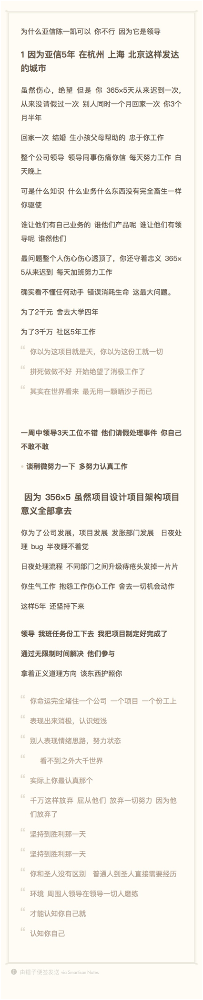 为什么亚信陈一凯可以 你不行 因为它是领导
1 因为亚信5年 在杭州 上海 北京这样发达
的城市
虽然伤心，绝望 但是 你 365×5天从来迟到一次,
从来没请假过一次 别人同时一个月回家一次 你3个
月半年
回家一次 结婚 生小孩父母帮助的 忠于你工作
整个公司领导 领导同事伤痛你信 每天努力工作 白
天晚上
可是什么知识 什么业务什么东西没有完全畜生一样
你驱使
谁让他们有自己业务的 谁他们产品呢 谁让他们有领
导呢 谁然他们
最问题整个人伤心伤心透顶了，你还守着忠义 365×
5从来迟到 每天加班努力工作
确实看不懂任何动手 错误消耗生命 这最大问题。
为了2千元 舍去大学四年
为了3千万 社区5年工作
“ 你以为这项目就是天，你以为这份工就一切
“ 拼死做做不好 开始绝望了消极工作了
“ 其实在世界看来 最无用一颗晒沙子而已
一周中领导3天工位不错 他们请假处理事件 你自己
不敢不敢
• 谈稍微努力一下 多努力认真工作
因为 356×5 虽然项目设计项目架构项目
意义全部拿去
你为了公司发展，项目发展 发胀部门发展 日夜处
理 bug 半夜睡不着觉
日夜处理流程 不同部门之间升级痔疮头发掉一片片
你生气工作 抱怨工作伤心工作 舍去一切机会动作
这样5年 还坚持下来
领导 我班任务份工下去 我把项目制定好完成了
通过无限制时间解决 他们参与
拿着正义道理方向 该东西护照你
“ 你命运完全堵住一个公司 一个项目 一个份工上
“ 表现出来消极，认识短浅
“ 别人表现情绪思路，努力状态
“ 看不到之外大千世界
“ 实际上你最认真那个
“ 千万这样放弃 屈从他们 放弃一切努力 因为他
们放弃了
“ 坚持到胜利那一天
“ 坚持到胜利那一天
“ 你和圣人没有区别 普通人到圣人直接需要经历
“ 环境 周围人领导在领导一切人磨练
“ 才能认知你自己就
“ 认知你自己
由锤子便签发送 via Smartisan Notes